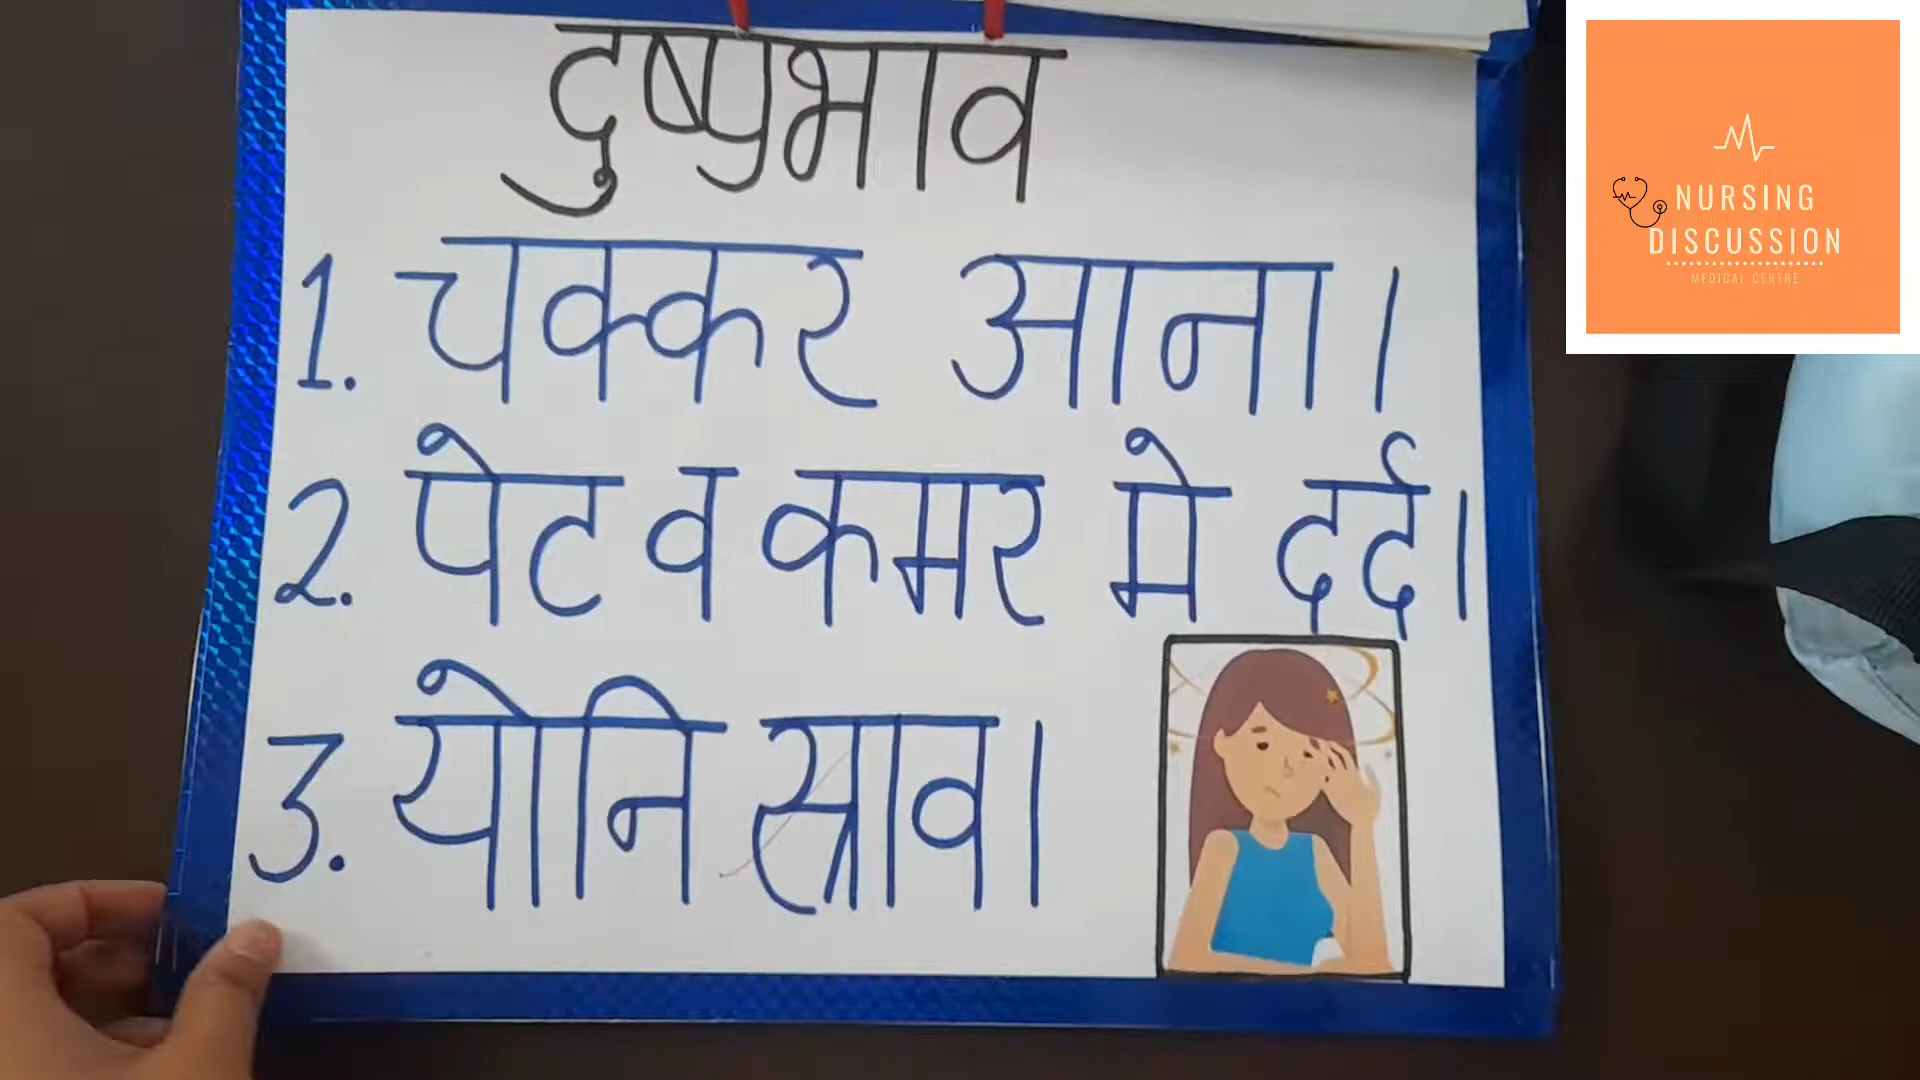 दुष्प्रभाव
1. चक्कर आना।
2. पेट व कमर मे दर्द।
3. योनि स्राव।
NURSING
DISCUSSION
MEDICAL CENTRE